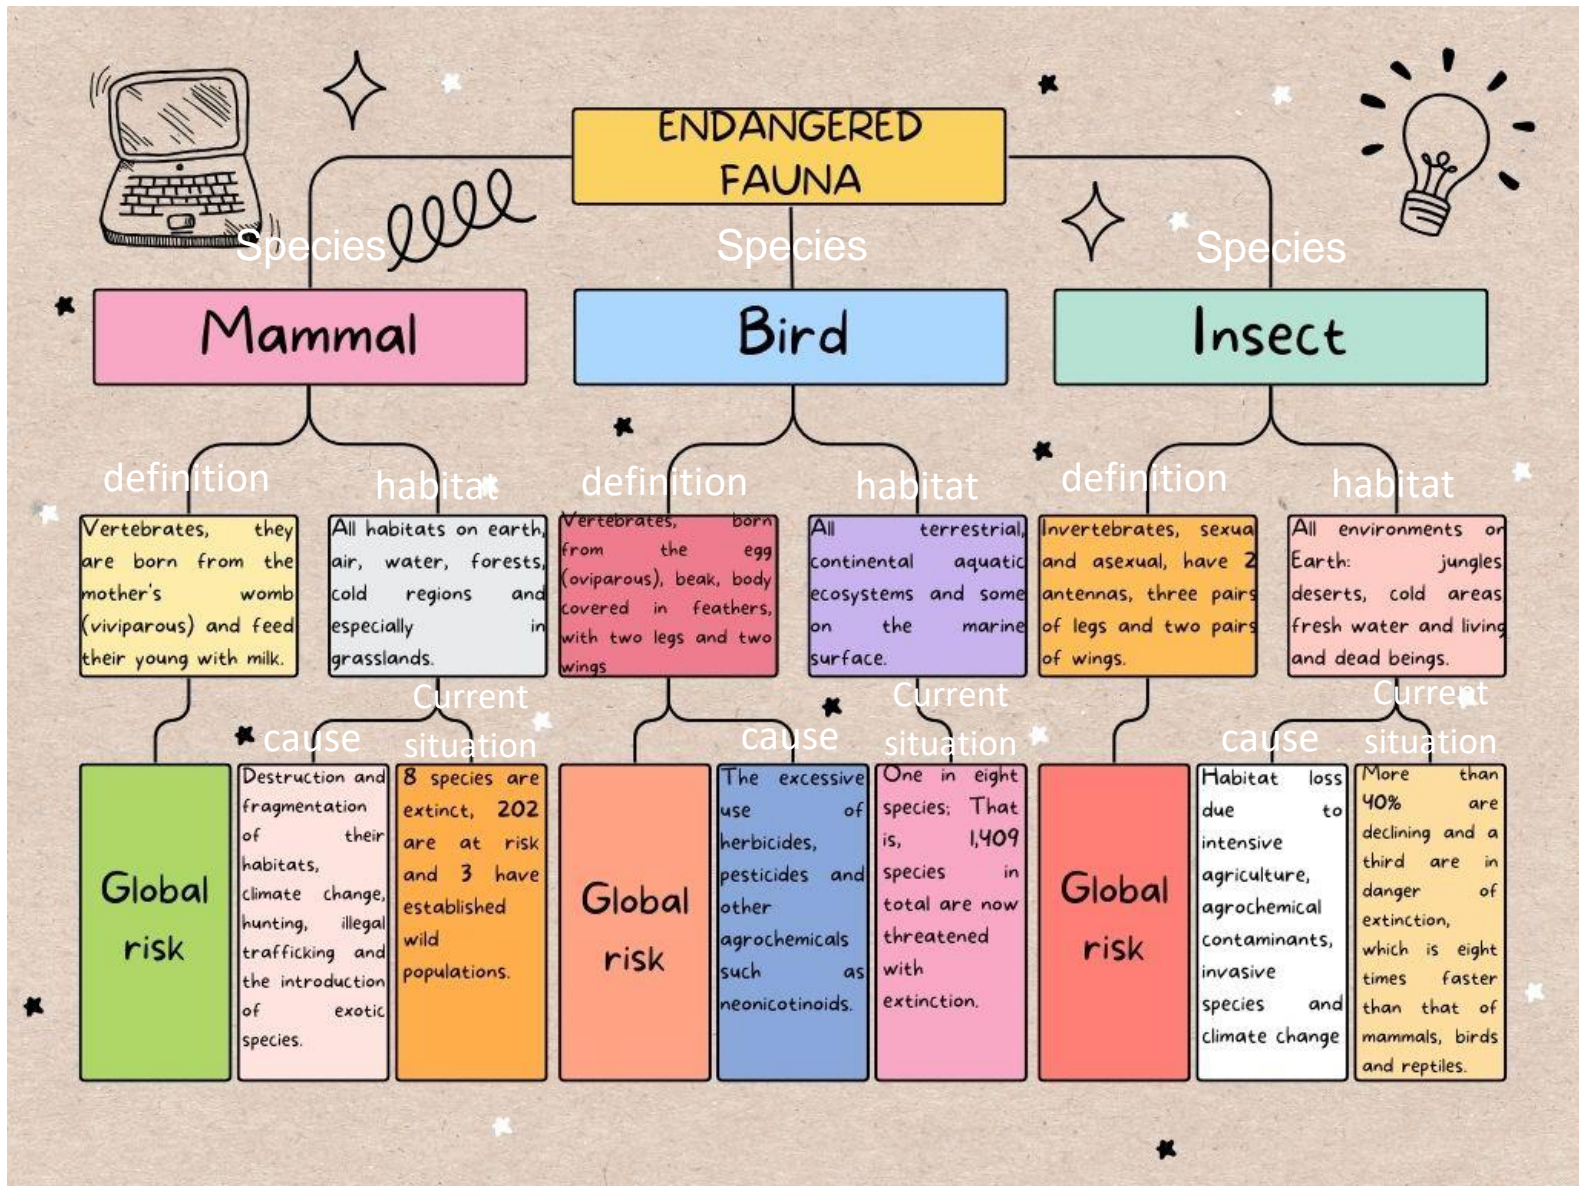 ENDANGERED
FAUNA
Species
Species
Species
Mammal
Bird
Insect
definition
habitat
definition
habitat
definition
habitat
Vertebrates, they
are born from the
mother's womb
(viviparous) and feed
their young with milk.
All habitats on earth,
air, water, forests,
cold regions and
especially in
grasslands.
Vertebrates, born
from the egg
(oviparous), beak, body
covered in feathers,
with two legs and two
wings
All terrestrial,
continental aquatic
ecosystems and some
on the marine
surface.
Invertebrates, sexua
and asexual, have 2
antennas, three pairs
of legs and two pairs
of wings.
All environments on
Earth: jungles
deserts, cold areas
fresh water and living
and dead beings.
cause
Current
situation
cause
Current
situation
cause
Current
situation
Global
risk
Destruction and
fragmentation
of their
habitats,
climate change,
hunting, illegal
trafficking and
the introduction
of exotic
species.
8 species are
extinct, 202
are at risk
and 3 have
established
wild
populations.
Global
risk
The excessive
use of
herbicides,
pesticides and
other
agrochemicals
such as
neonicotinoids.
One in eight
species; That
is, 1,409
species in
total are now
threatened
with
extinction.
Global
risk
Habitat loss
due to
intensive
agriculture,
agrochemical
contaminants,
invasive
species and
climate change
More than
40% are
declining and a
third are in
danger of
extinction,
which is eight
times faster
than that of
mammals, birds
and reptiles.